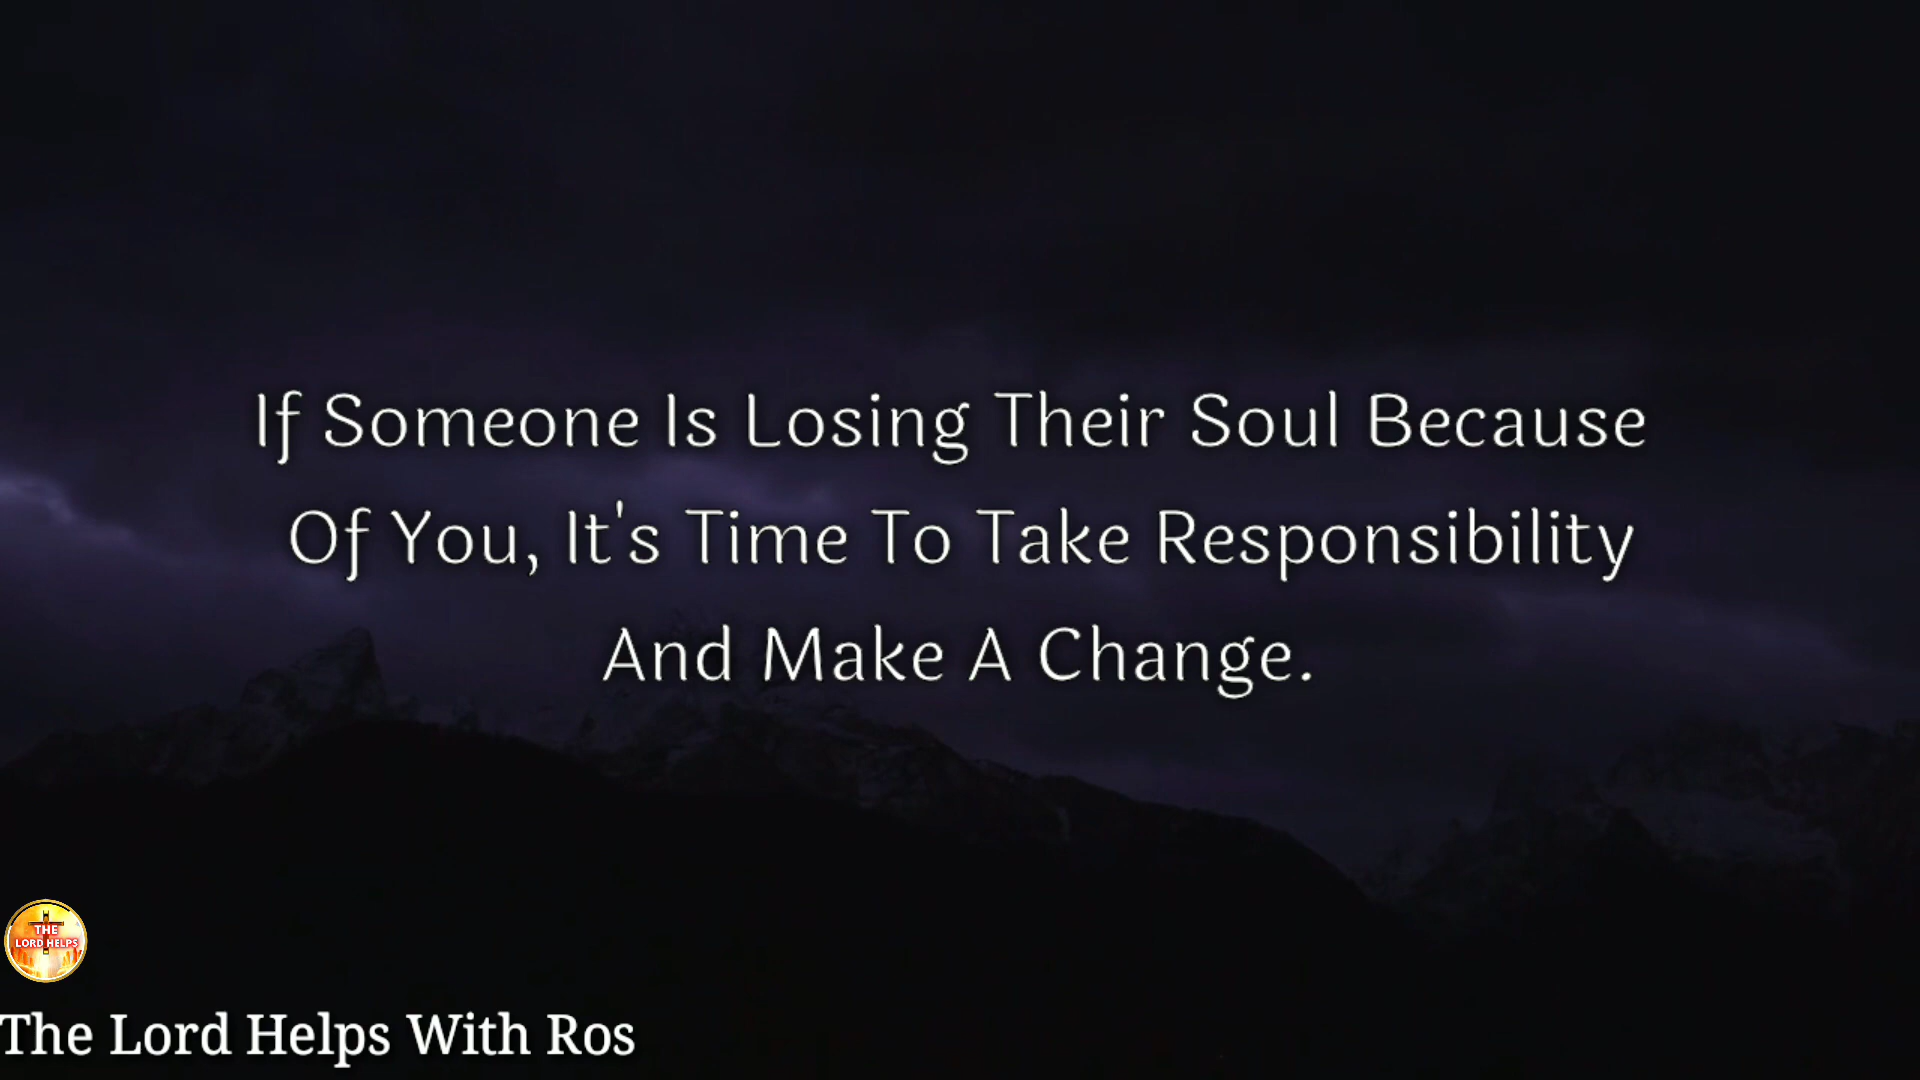 If Someone Is Losing Their Soul Because
Of You, It's Time To Take Responsibility
And Make A Change.
THE
LORD HELPS
The Lord Helps With Ros